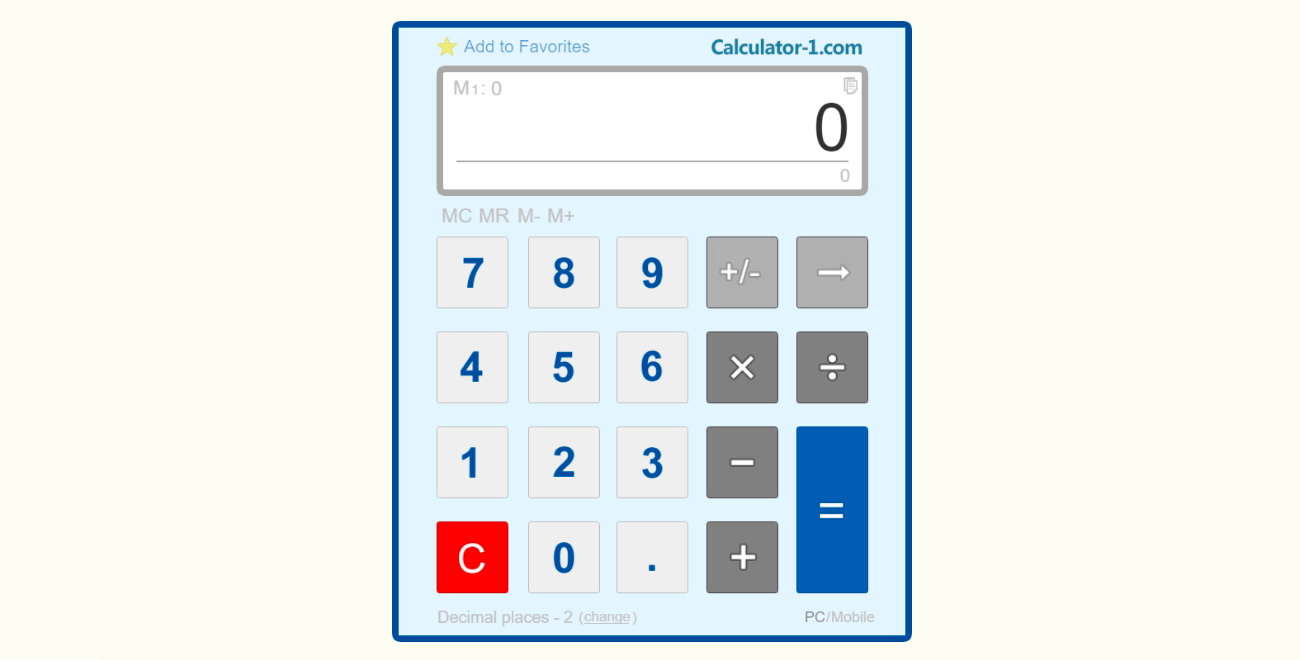 Add to Favorites Calculator-1.com
M1: 0
0
0
MC MR M- M+
7 8 9 +/- →
4 5 6 × ÷
1 2 3 −
=
C 0 . +
Decimal places - 2 (change) PC/Mobile